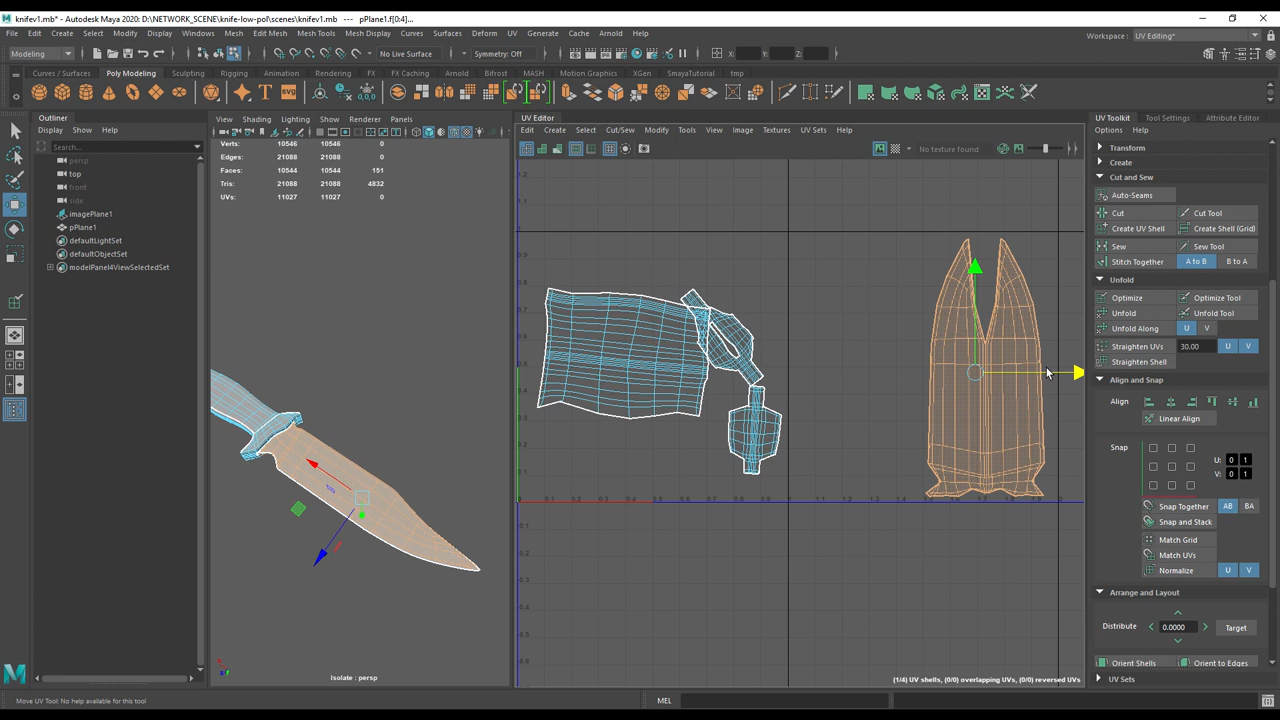 knifev1.mb* - Autodesk Maya 2020: D:\NETWORK_SCENE\knife-low-pol\scenes\knifev1.mb --- pPlane1.f[0:4]...
File Edit Create Select Modify Display Windows Mesh Edit Mesh Mesh Tools Mesh Display Curves Surfaces Deform UV Generate Cache Arnold Help
Workspace: UV Editing*
Modeling
No Live Surface
Symmetry: Off
X: Y: Z:
Curves / Surfaces Poly Modeling Sculpting Rigging Animation Rendering FX FX Caching Arnold Bifrost MASH Motion Graphics XGen SmayaTutorial tmp
Outliner
Display Show Help
Search...
persp
top
front
side
imagePlane1
pPlane1
defaultLightSet
defaultObjectSet
modelPanel4ViewSelectedSet
View Shading Lighting Show Renderer Panels
Verts: 10546 10546 0
Edges: 21088 21088 0
Faces: 10544 10544 151
Tris: 21088 21088 4832
UVs: 11027 11027 0
Isolate : persp
UV Editor
Edit Create Select Cut/Sew Modify Tools View Image Textures UV Sets Help
No texture found
(1/4) UV shells, (0/0) overlapping UVs, (0/0) reversed UVs
UV Toolkit Tool Settings Attribute Editor
Options Help
Transform
Create
Cut and Sew
Auto-Seams
Cut Cut Tool
Create UV Shell Create Shell (Grid)
Sew Sew Tool
Stitch Together A to B B to A
Unfold
Optimize Optimize Tool
Unfold Unfold Tool
Unfold Along U V
Straighten UVs 30.00 U V
Straighten Shell
Align and Snap
Align
Linear Align
Snap
U: 0 1
V: 0 1
Snap Together AB BA
Snap and Stack
Match Grid
Match UVs
Normalize U V
Arrange and Layout
Distribute 0.0000 Target
Orient Shells Orient to Edges
UV Sets
Move UV Tool: No help available for this tool
MEL